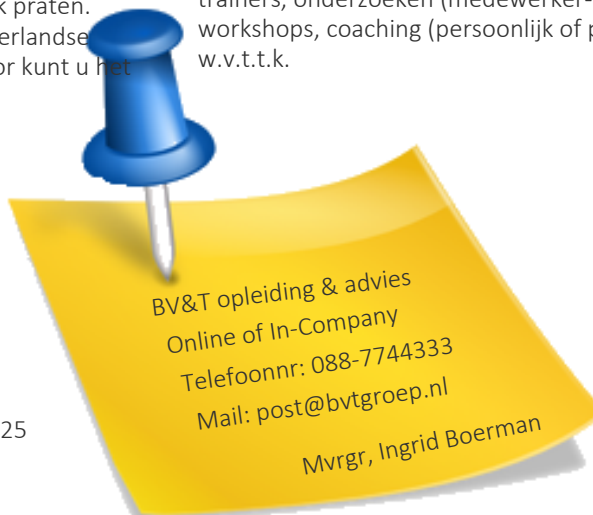 k praten.
erlandse
or kunt u het
trainers, onderzoeken (medewerker-
workshops, coaching (persoonlijk of p
w.v.t.t.k.
BV&T opleiding & advies
Online of In-Company
Telefoonnr: 088-7744333
Mail: post@bvtgroep.nl
Mvrgr, Ingrid Boerman
25